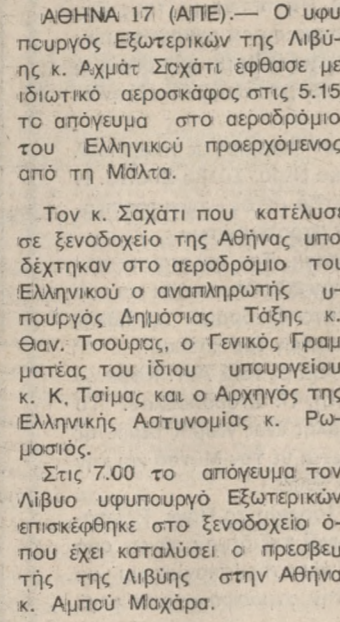 ΑΘΗΝΑ 17 (ΑΠΕ).— Ο υφυ
πουργός Εξωτερικών της Λιβύ-
ης κ. Αχμάτ Σαχάτι έφθασε με
ιδιωτικό αεροσκάφος στις 5.15
το απόγευμα στο αεροδρόμιο
του Ελληνικού προερχόμενος
από τη Μάλτα.
Τον κ. Σαχάτι που κατέλυσε
σε ξενοδοχείο της Αθήνας υπο
δέχτηκαν στο αεροδρόμιο του
Ελληνικού ο αναπληρωτής υ-
πουργός Δημόσιας Τάξης κ.
Θαν. Τσούρας, ο Γενικός Γραμ
ματέας του ίδιου υπουργείου
κ. Κ. Τσίμας και ο Αρχηγός της
Ελληνικής Αστυνομίας κ. Ρω-
μοσιός.
Στις 7.00 το απόγευμα τον
Λίβυο υφυπουργό Εξωτερικών
επισκέφθηκε στο ξενοδοχείο ό-
που έχει καταλύσει ο πρεσβευ
τής της Λιβύης στην Αθήνα
κ. Αμπού Μαχάρα.